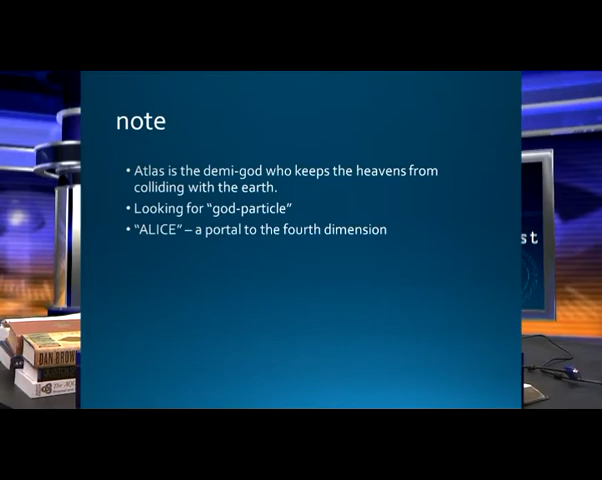 note
• Atlas is the demi-god who keeps the heavens from
colliding with the earth.
• Looking for “god-particle”
• “ALICE” – a portal to the fourth dimension
st
DAN BROW